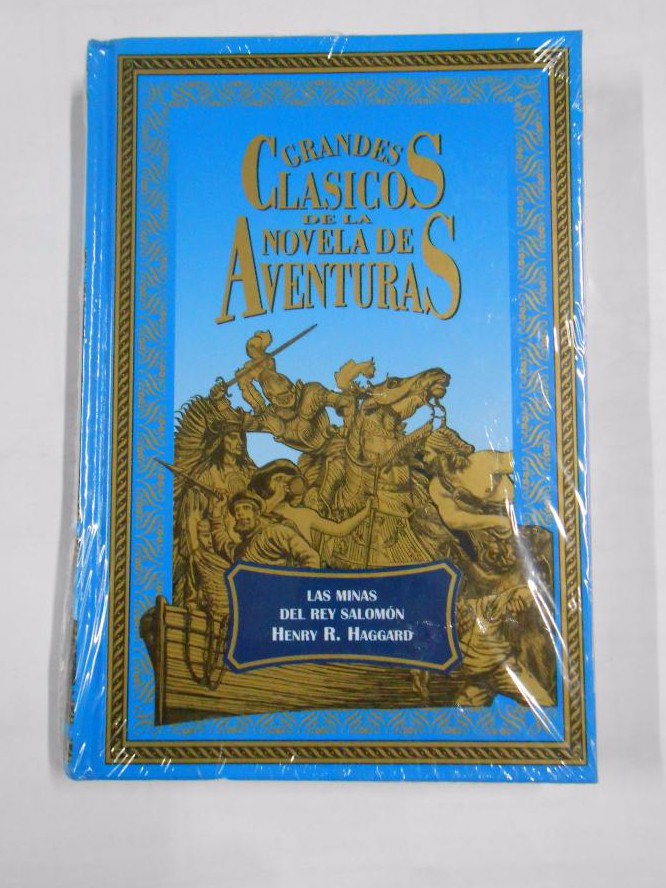 GRANDES
CLASICOS
DE LA
NOVELA DE
AVENTURAS
LAS MINAS
DEL REY SALOMÓN
HENRY R. HAGGARD